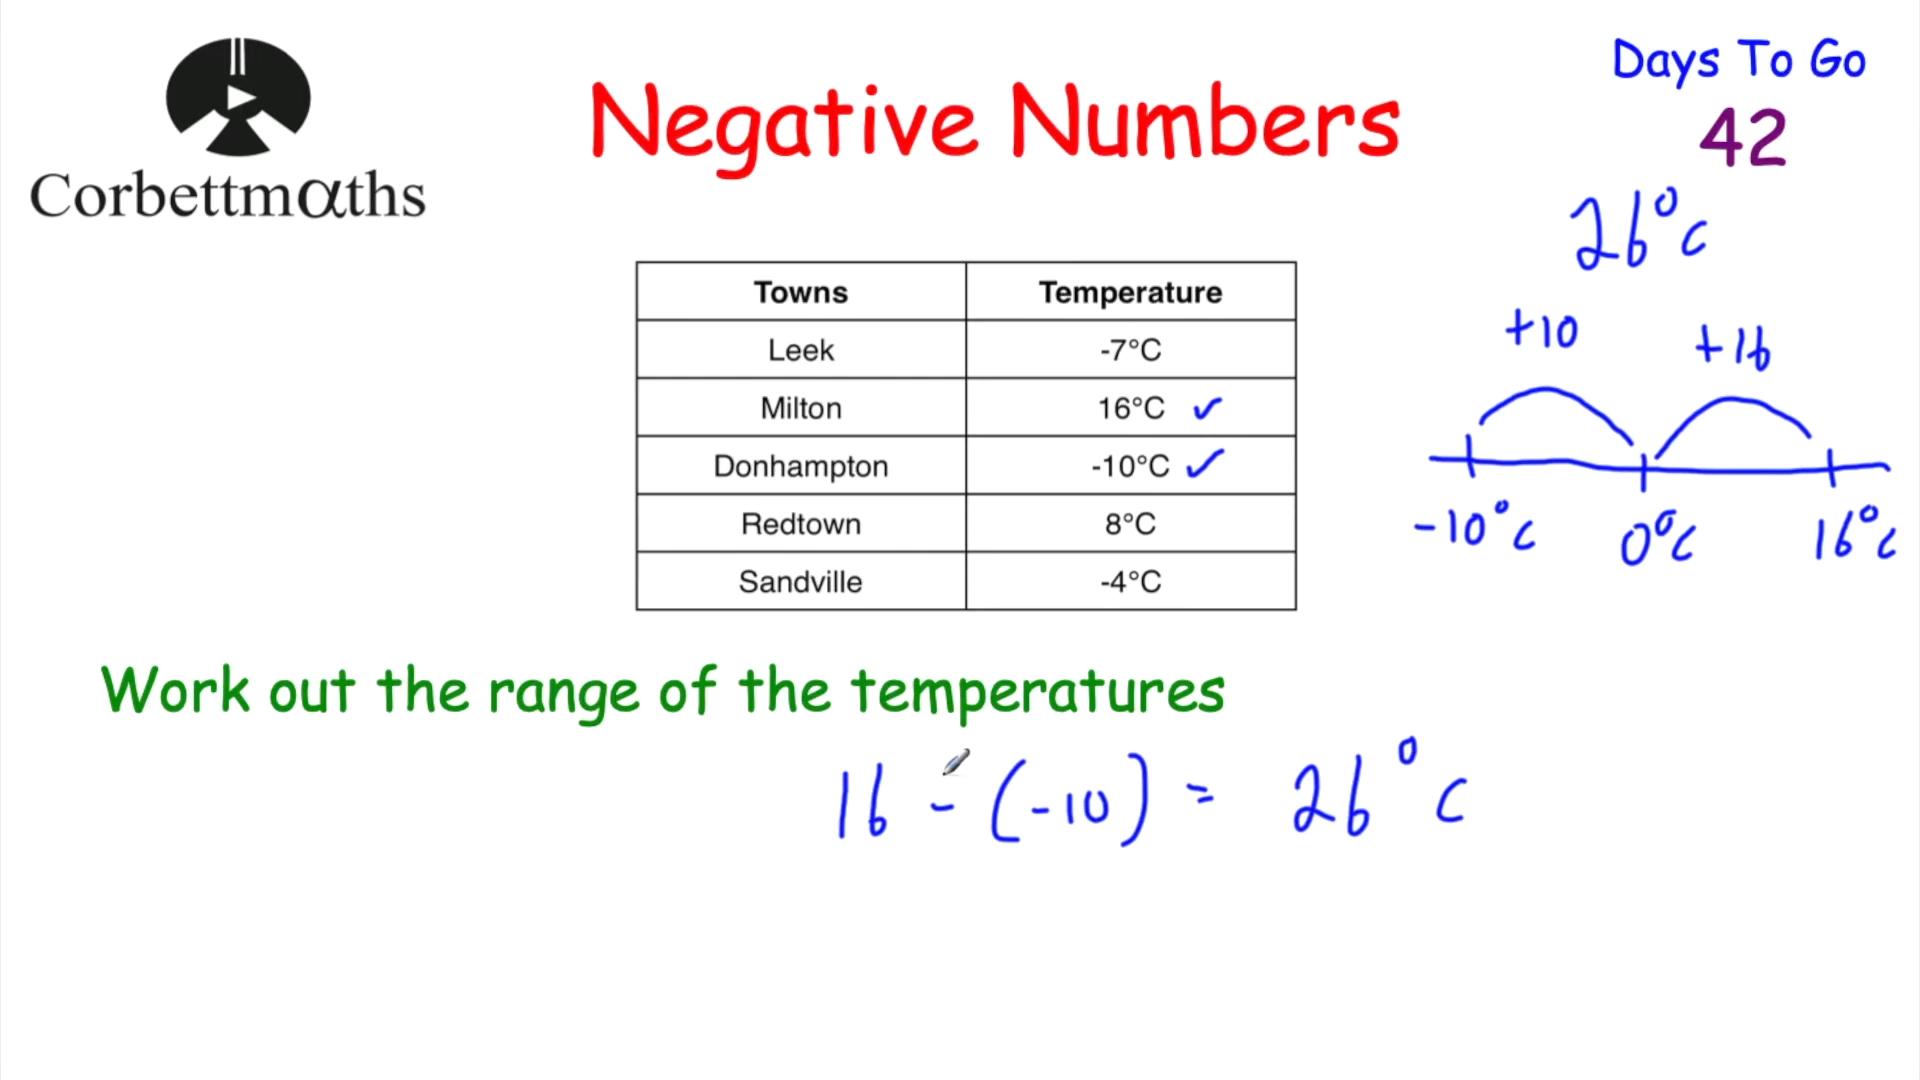 Corbettmαths
Negative Numbers
Days To Go
42
26°C
Towns Temperature
Leek -7°C
Milton 16°C ✓
Donhampton -10°C ✓
Redtown 8°C
Sandville -4°C
+10 +16
-10°C 0°C 16°C
Work out the range of the temperatures
16 - (-10) = 26°C